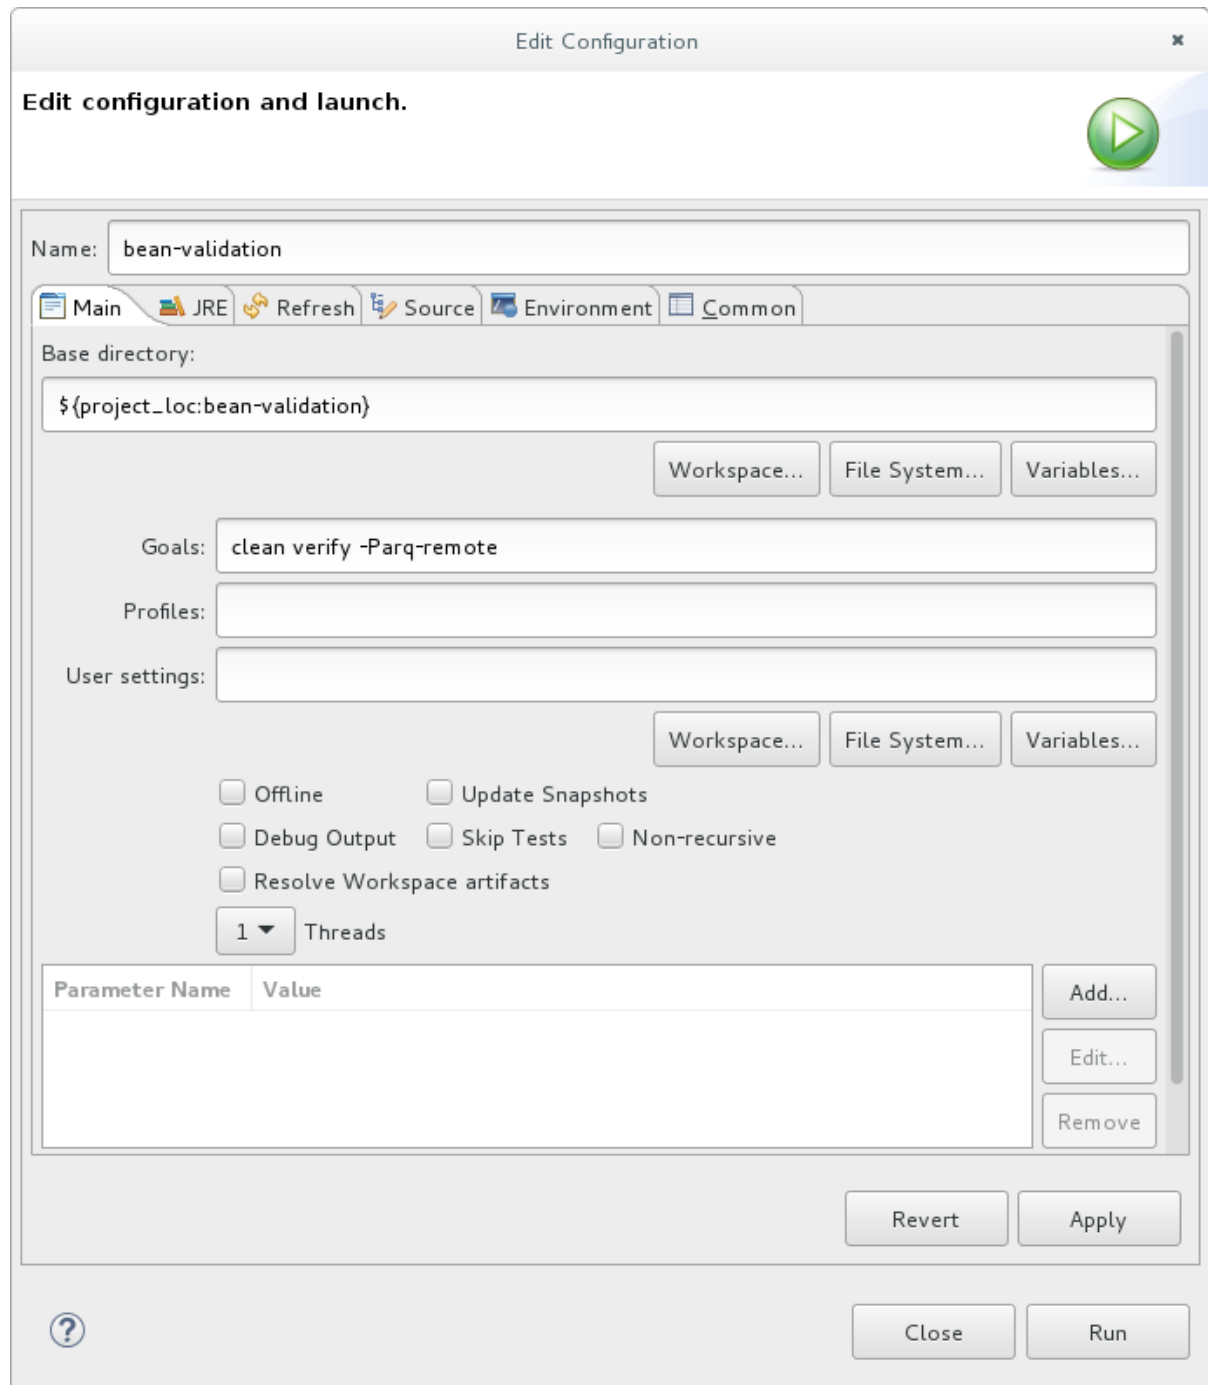 Edit Configuration
Edit configuration and launch.
Name: bean-validation
Main JRE Refresh Source Environment Common
Base directory:
${project_loc:bean-validation}
Workspace... File System... Variables...
Goals: clean verify -Parq-remote
Profiles:
User settings:
Workspace... File System... Variables...
Offline Update Snapshots
Debug Output Skip Tests Non-recursive
Resolve Workspace artifacts
1 Threads
Parameter Name Value Add...
Edit...
Remove
Revert Apply
? Close Run